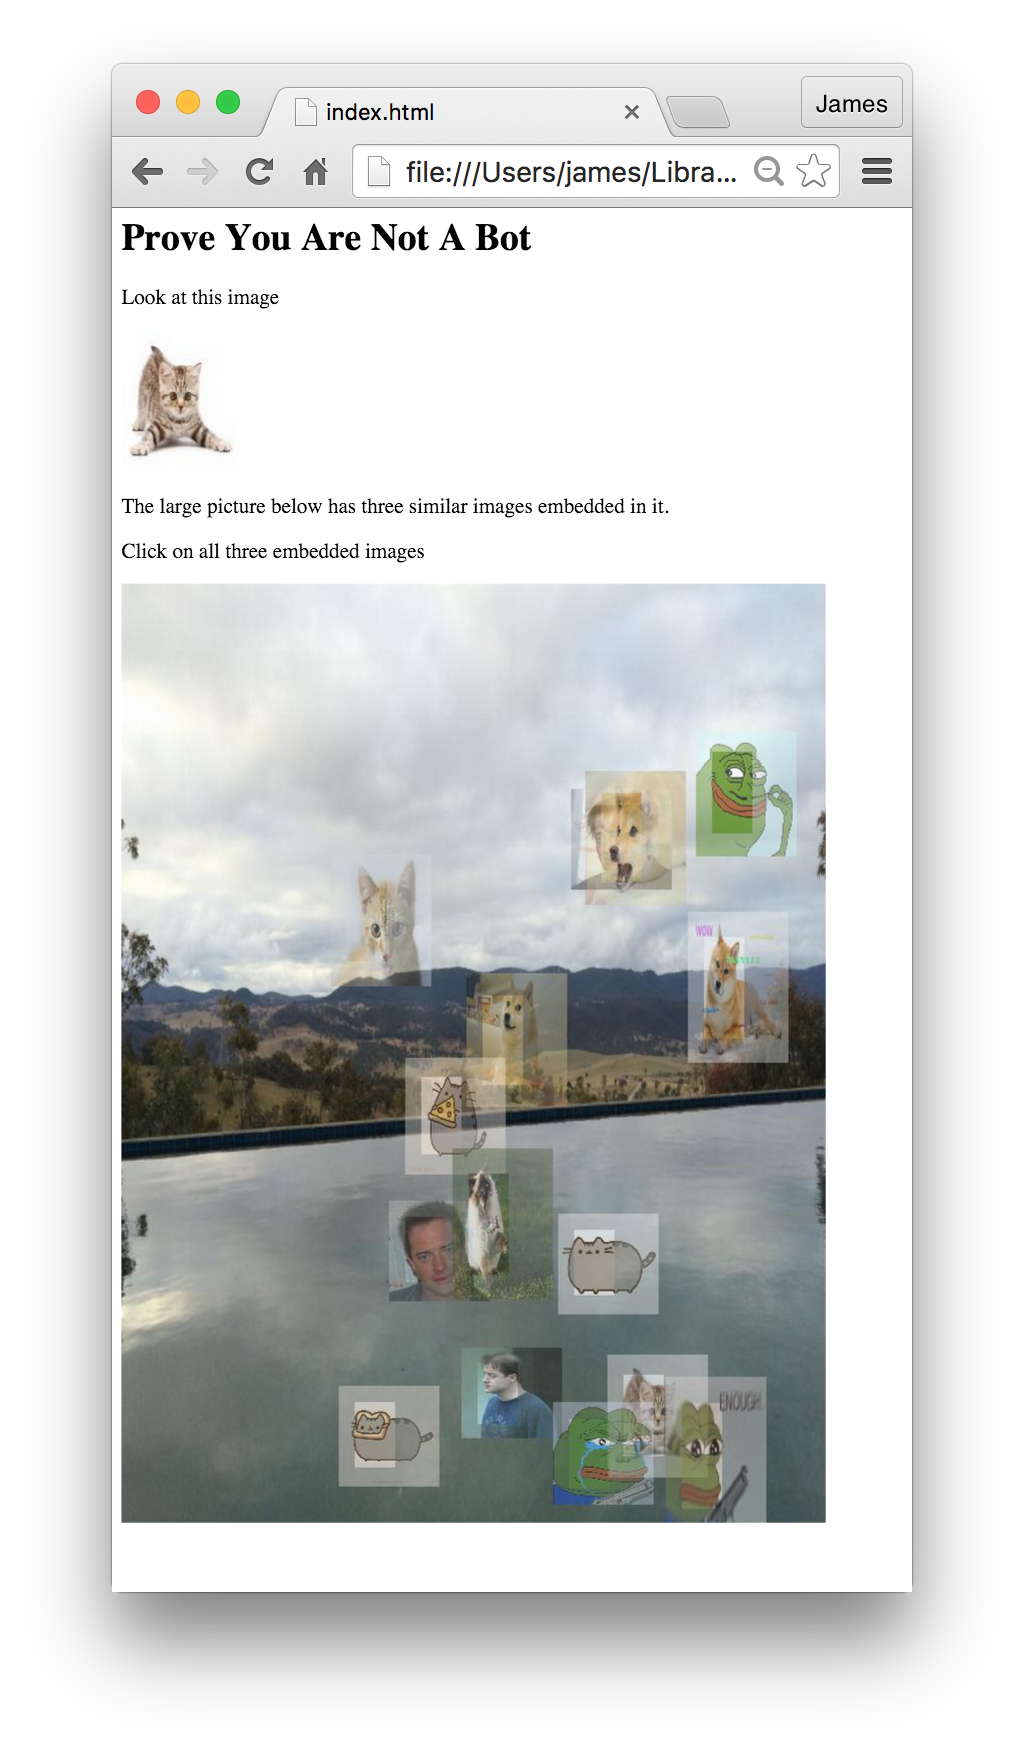 index.html
James
file:///Users/james/Libra...
Prove You Are Not A Bot
Look at this image
The large picture below has three similar images embedded in it.
Click on all three embedded images
WOW
ENOUGH